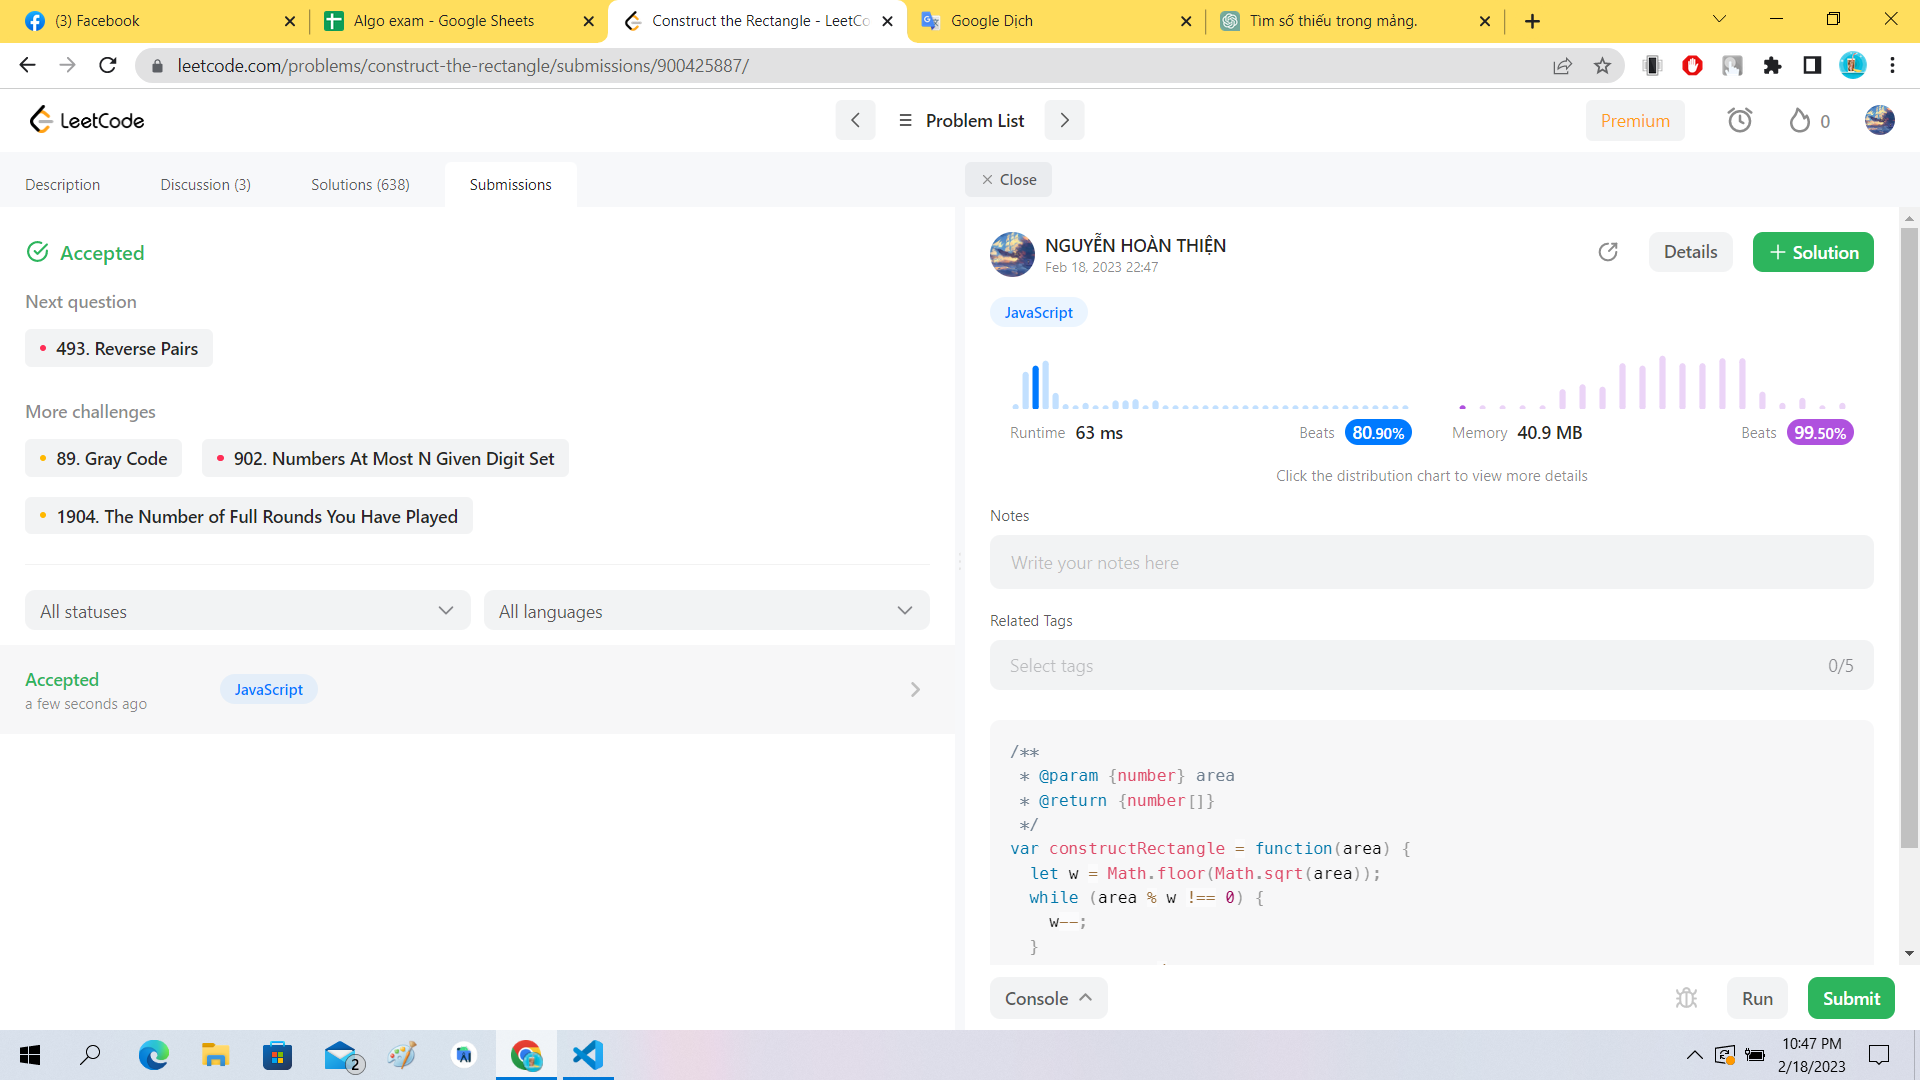 (3) Facebook
Algo exam - Google Sheets
Construct the Rectangle - LeetCo
Google Dịch
Tìm số thiếu trong mảng.
leetcode.com/problems/construct-the-rectangle/submissions/900425887/
LeetCode
Problem List
Premium
0
Description
Discussion (3)
Solutions (638)
Submissions
Close
Accepted
Next question
493. Reverse Pairs
More challenges
89. Gray Code
902. Numbers At Most N Given Digit Set
1904. The Number of Full Rounds You Have Played
All statuses
All languages
Accepted
a few seconds ago
JavaScript
NGUYỄN HOÀN THIỆN
Feb 18, 2023 22:47
Details
+ Solution
JavaScript
Runtime 63 ms
Beats 80.90%
Memory 40.9 MB
Beats 99.50%
Click the distribution chart to view more details
Notes
Write your notes here
Related Tags
Select tags
0/5
/**
* @param {number} area
* @return {number[]}
*/
var constructRectangle = function(area) {
let w = Math.floor(Math.sqrt(area));
while (area % w !== 0) {
w--;
}
Console
Run
Submit
2
10:47 PM
2/18/2023